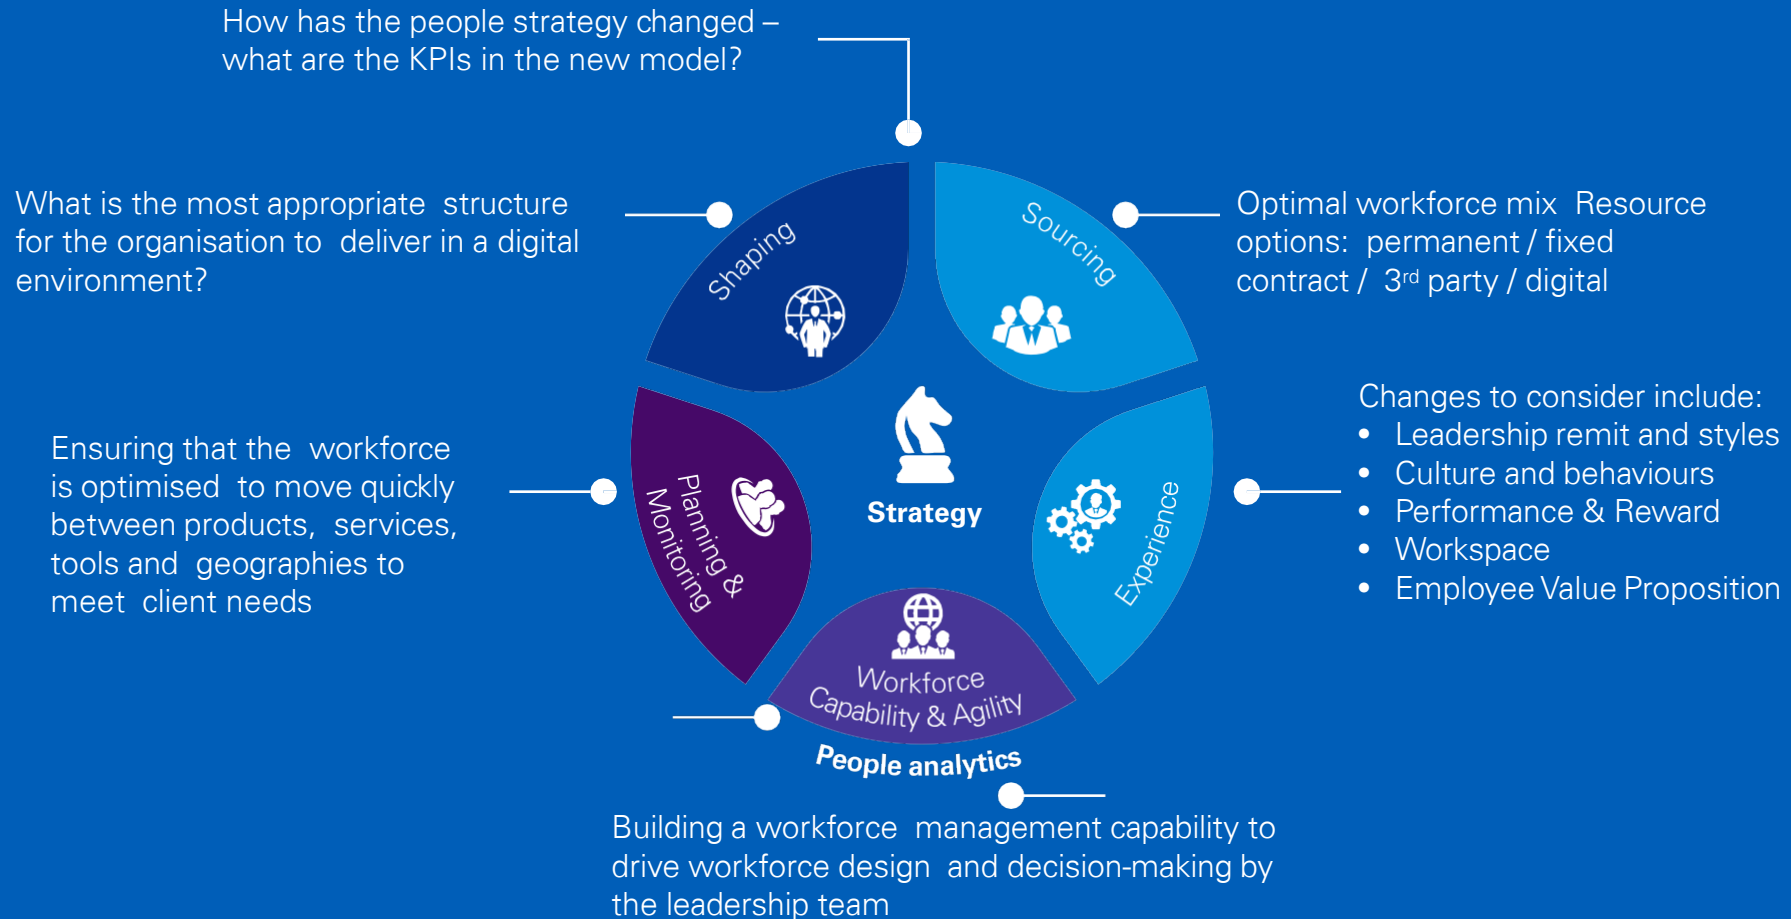 How has the people strategy changed –
what are the KPIs in the new model?
What is the most appropriate structure
for the organisation to deliver in a digital
environment?
Shaping
Sourcing
Optimal workforce mix Resource
options: permanent / fixed
contract / 3rd party / digital
Ensuring that the workforce
is optimised to move quickly
between products, services,
tools and geographies to
meet client needs
Planning &
Monitoring
Strategy
Experience
Changes to consider include:
• Leadership remit and styles
• Culture and behaviours
• Performance & Reward
• Workspace
• Employee Value Proposition
Workforce
Capability & Agility
People analytics
Building a workforce management capability to
drive workforce design and decision-making by
the leadership team